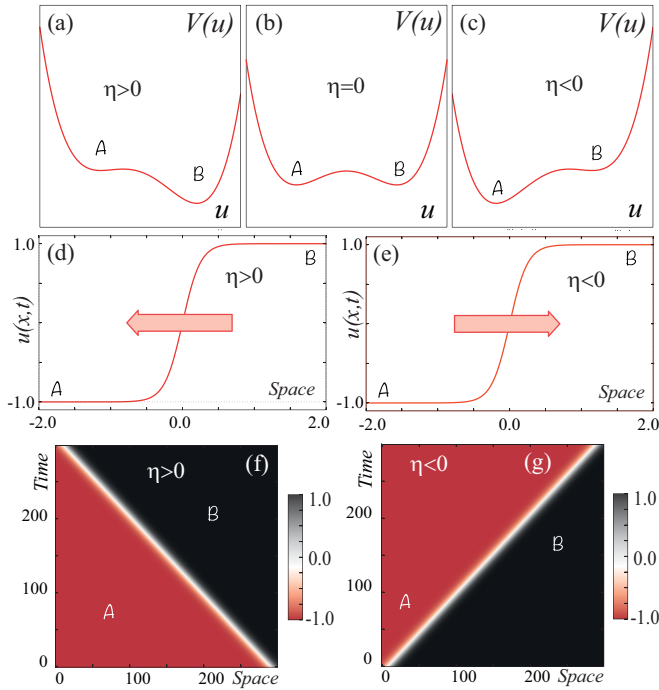 (a) V(u) (b) V(u) (c) V(u)
η>0 η=0 η<0
A B A B A B
u u u
1.0 (d) B (e) B
η>0 η<0
u(x,t) u(x,t)
A Space A Space
-1.0 -1.0
-2.0 0.0 2.0 -2.0 0.0 2.0
Time η>0 (f) Time η<0 (g)
B B
200 1.0 200 1.0
100 0.0 100 0.0
A A
0 -1.0 0 -1.0
0 100 200 Space 0 100 200 Space